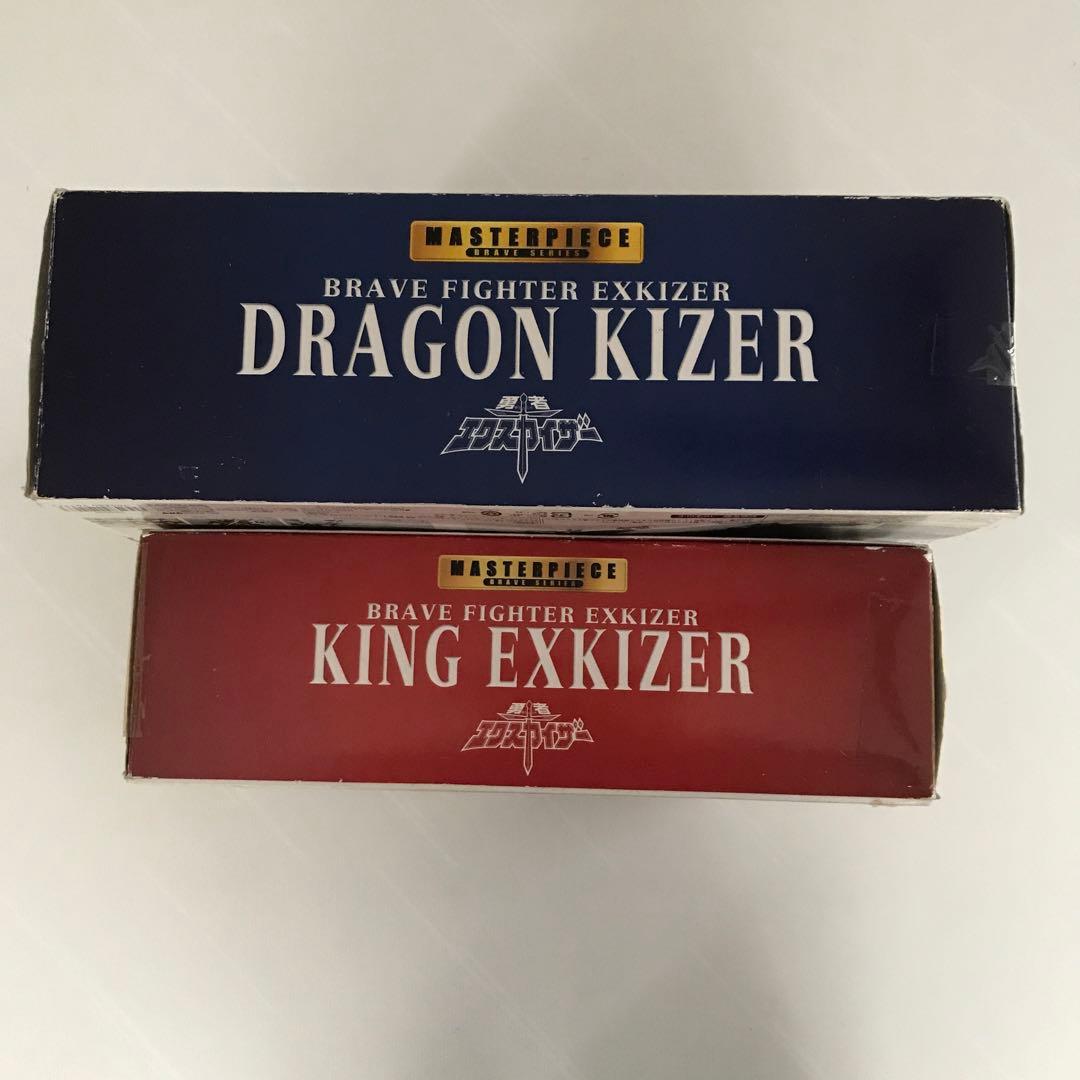 MASTERPIECE
BRAVE SERIES
BRAVE FIGHTER EXKIZER
DRAGON KIZER
勇者
エクスカイザー
MASTERPIECE
BRAVE SERIES
BRAVE FIGHTER EXKIZER
KING EXKIZER
勇者
エクスカイザー